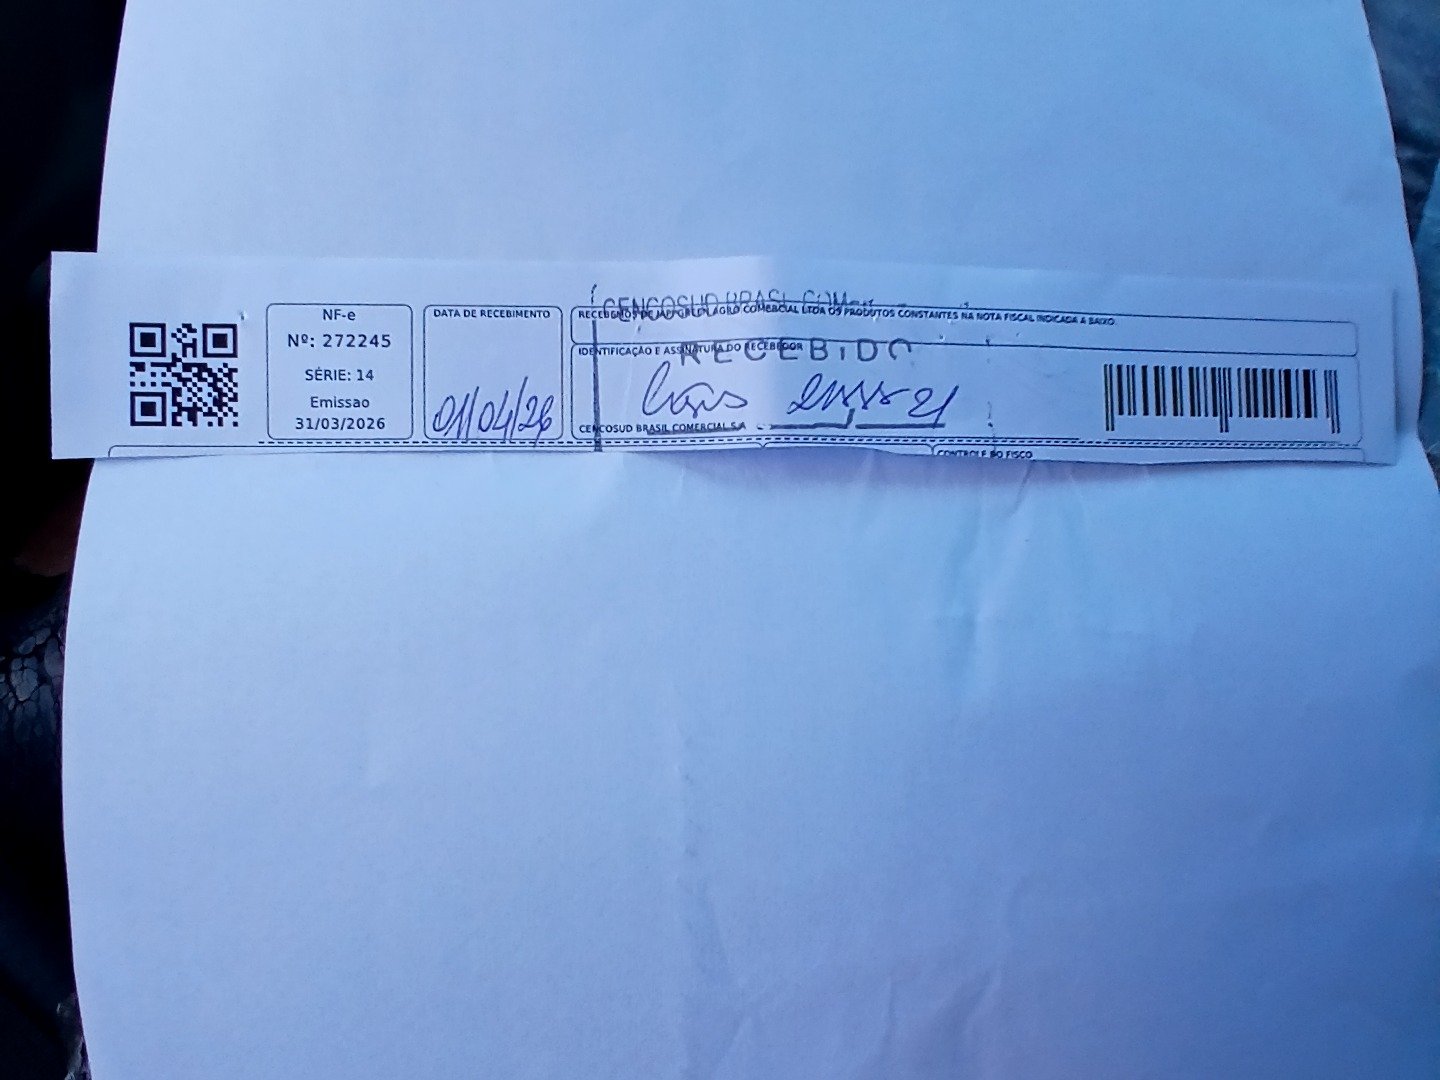 NF-e
Nº: 272245
SÉRIE: 14
Emissao
31/03/2026
DATA DE RECEBIMENTO
01/04/26
CENCOSUD BRASIL COM
RECEBEMOS DE COMERCIAL LTDA OS PRODUTOS CONSTANTES NA NOTA FISCAL INDICADA A BAIXO
IDENTIFICAÇÃO E ASSINATURA DO RECEBEDOR
RECEBIDO
CENCOSUD BRASIL COMERCIAL S.A
CONTROLE DO FISCO